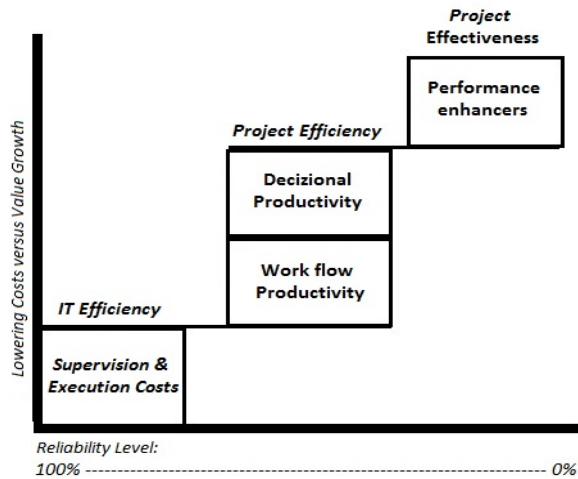 Project
Effectiveness
Performance
enhancers
Project Efficiency
Decizional
Productivity
Work flow
Productivity
IT Efficiency
Supervision &
Execution Costs
Lowering Costs versus Value Growth
Reliability Level:
100% ---------------------------------------------------------------- 0%